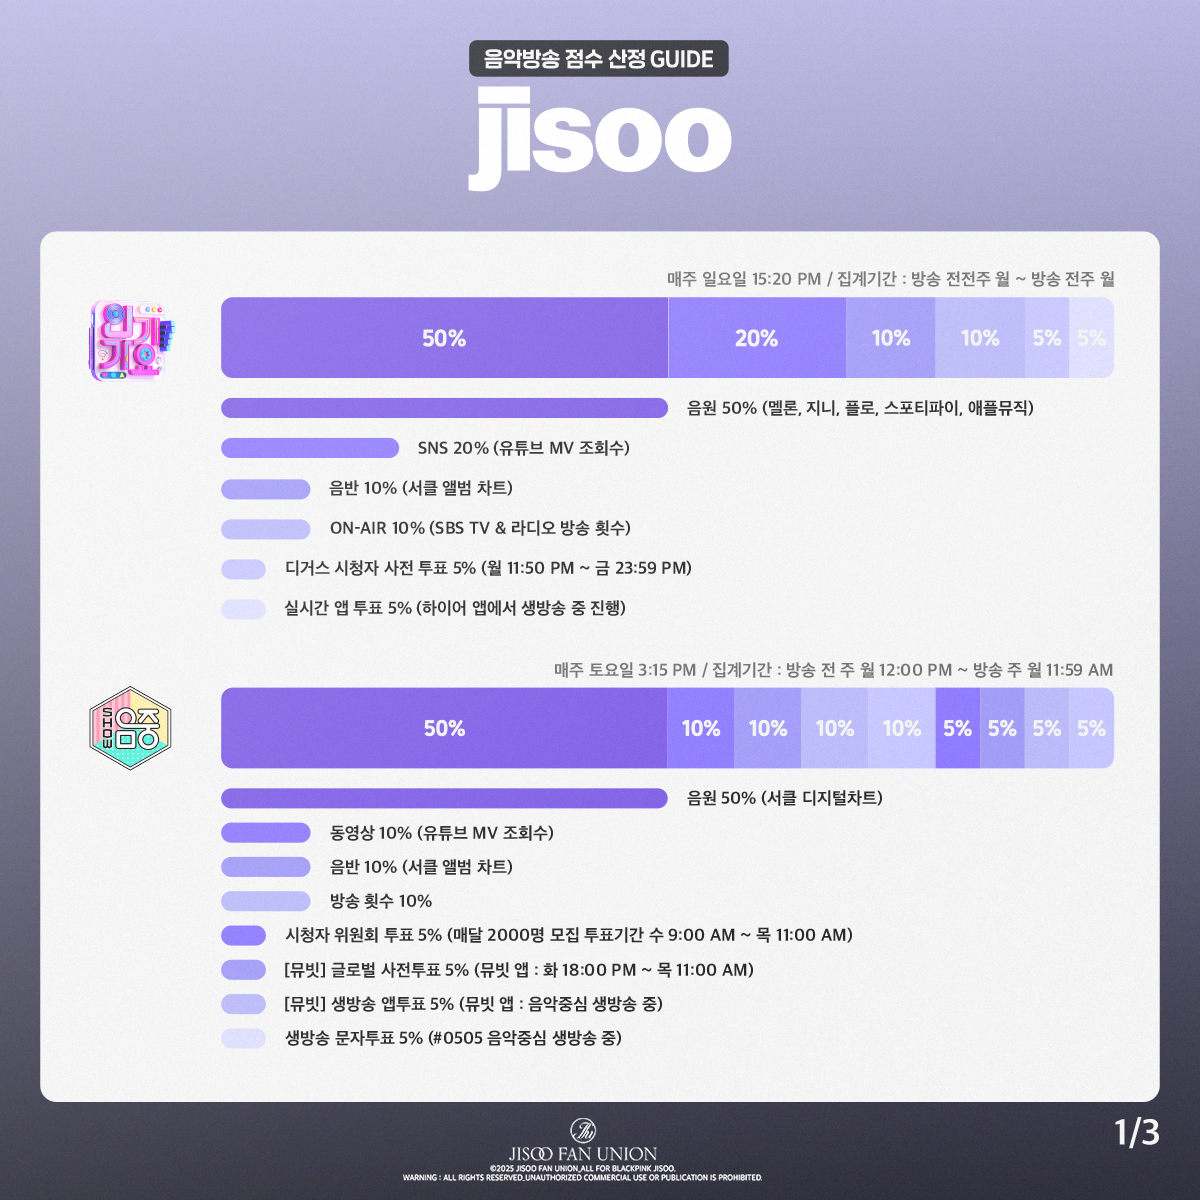 음악방송 점수 산정 GUIDE
jisoo
매주 일요일 15:20 PM / 집계기간 : 방송 전전주 월 ~ 방송 전주 월
인기가요
50% 20% 10% 10% 5% 5%
음원 50% (멜론, 지니, 플로, 스포티파이, 애플뮤직)
SNS 20% (유튜브 MV 조회수)
음반 10% (서클 앨범 차트)
ON-AIR 10% (SBS TV & 라디오 방송 횟수)
디거스 시청자 사전 투표 5% (월 11:50 PM ~ 금 23:59 PM)
실시간 앱 투표 5% (하이어 앱에서 생방송 중 진행)
매주 토요일 3:15 PM / 집계기간 : 방송 전 주 월 12:00 PM ~ 방송 주 월 11:59 AM
SHOW 음중
50% 10% 10% 10% 10% 5% 5% 5% 5%
음원 50% (서클 디지털차트)
동영상 10% (유튜브 MV 조회수)
음반 10% (서클 앨범 차트)
방송 횟수 10%
시청자 위원회 투표 5% (매달 2000명 모집 투표기간 수 9:00 AM ~ 목 11:00 AM)
[뮤빗] 글로벌 사전투표 5% (뮤빗 앱 : 화 18:00 PM ~ 목 11:00 AM)
[뮤빗] 생방송 앱투표 5% (뮤빗 앱 : 음악중심 생방송 중)
생방송 문자투표 5% (#0505 음악중심 생방송 중)
1/3
JISOO FAN UNION
©2025 JISOO FAN UNION_ALL FOR BLACKPINK JISOO.
WARNING : ALL RIGHTS RESERVED_UNAUTHORIZED COMMERCIAL USE OR PUBLICATION IS PROHIBITED.